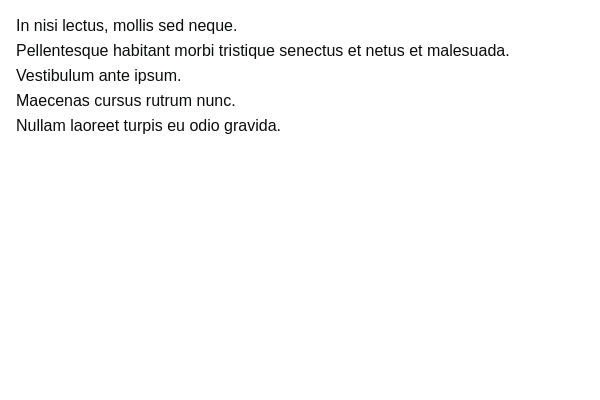 In nisi lectus, mollis sed neque.
Pellentesque habitant morbi tristique senectus et netus et malesuada.
Vestibulum ante ipsum.
Maecenas cursus rutrum nunc.
Nullam laoreet turpis eu odio gravida.